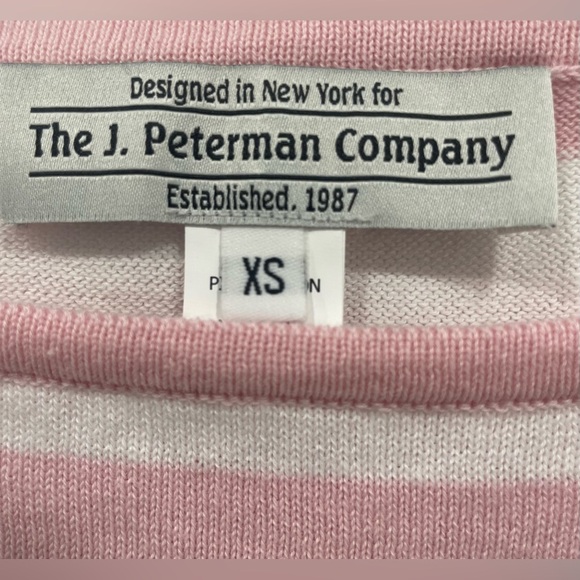 Designed in New York for
The J. Peterman Company
Established. 1987
XS